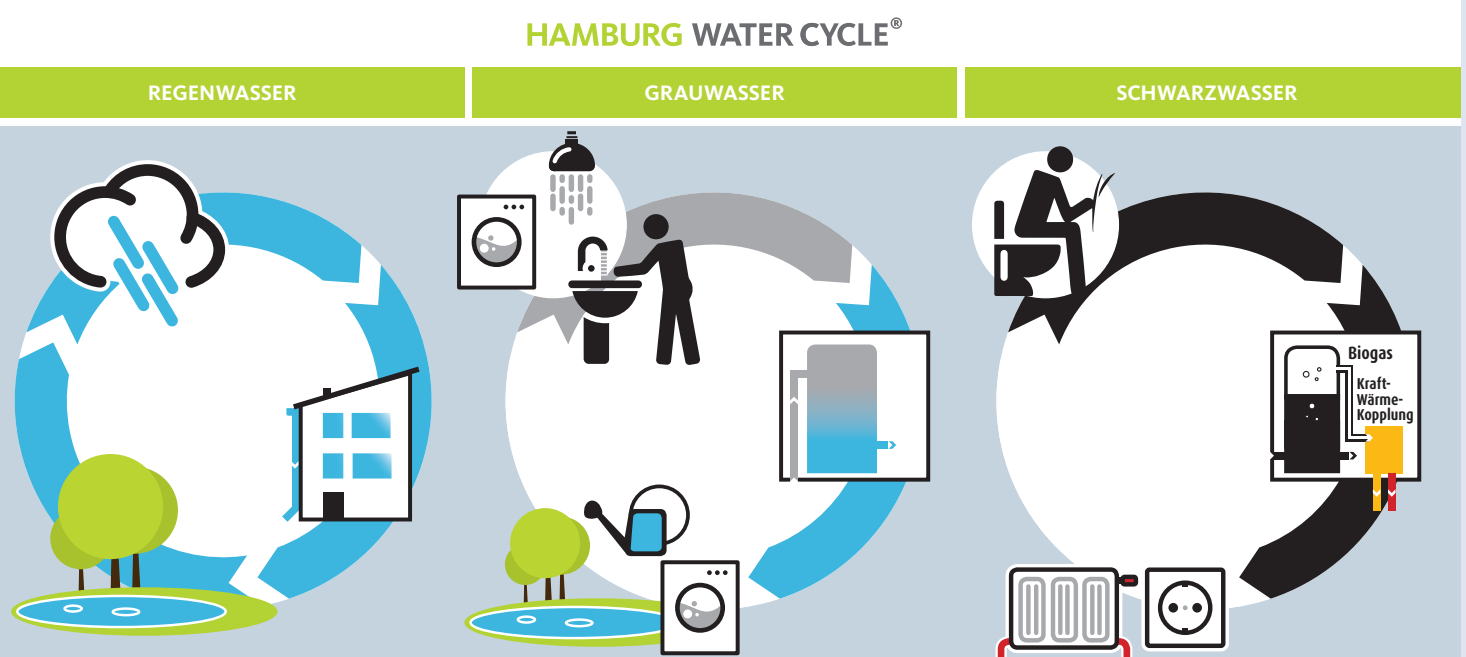 HAMBURG WATER CYCLE®
REGENWASSER
GRAUWASSER
SCHWARZWASSER
Biogas
Kraft-
Wärme-
Kopplung